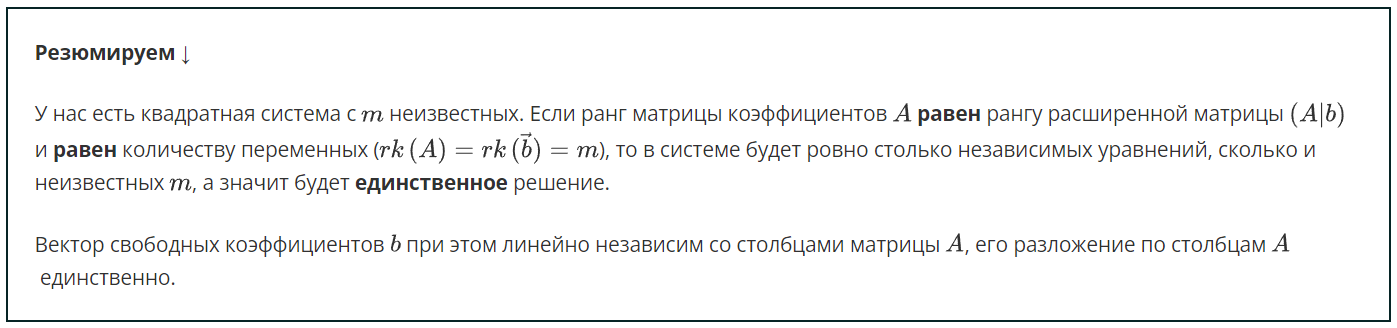 Резюмируем ↓
У нас есть квадратная система с m неизвестных. Если ранг матрицы коэффициентов A равен рангу расширенной матрицы (A|b)
и равен количеству переменных (rk (A) = rk (b⃗) = m), то в системе будет ровно столько независимых уравнений, сколько и
неизвестных m, а значит будет единственное решение.
Вектор свободных коэффициентов b при этом линейно независим со столбцами матрицы A, его разложение по столбцам A
единственно.